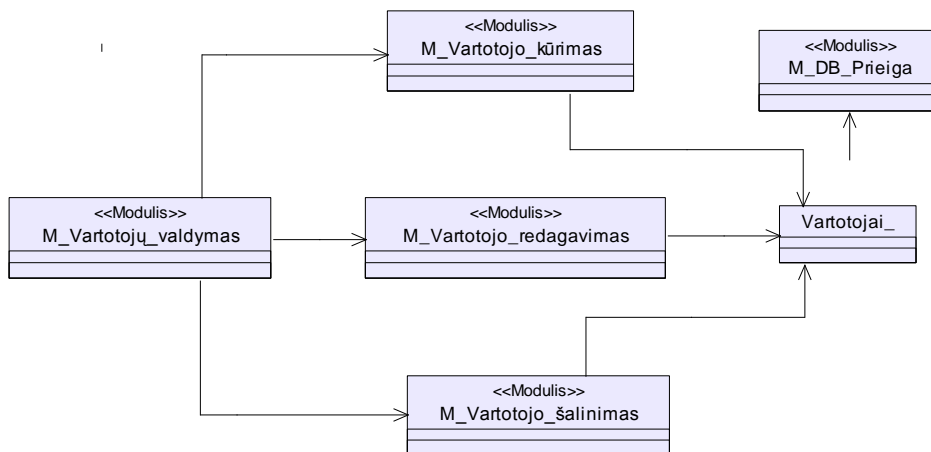 <<Modulis>>
M_Vartotojo_kūrimas
<<Modulis>>
M_DB_Prieiga
<<Modulis>>
M_Vartotojų_valdymas
<<Modulis>>
M_Vartotojo_redagavimas
Vartotojai_
<<Modulis>>
M_Vartotojo_šalinimas